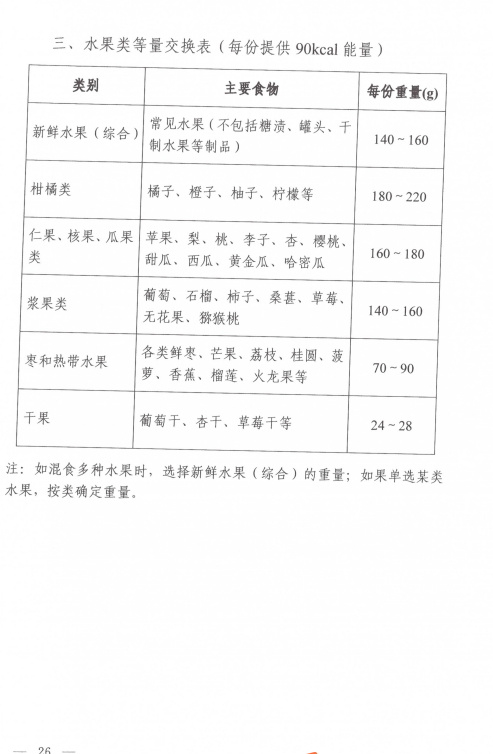 三、水果类等量交换表（每份提供 90kcal 能量）
类别 主要食物 每份重量(g)
新鲜水果（综合） 常见水果（不包括糖渍、罐头、干
制水果等制品） 140~160
柑橘类 橘子、橙子、柚子、柠檬等 180~220
仁果、核果、瓜果
类
苹果、梨、桃、李子、杏、樱桃、
甜瓜、西瓜、黄金瓜、哈密瓜
160~180
浆果类
葡萄、石榴、柿子、桑葚、草莓、
无花果、猕猴桃
140~160
枣和热带水果
各类鲜枣、芒果、荔枝、桂圆、菠
萝、香蕉、榴莲、火龙果等
70~90
干果 葡萄干、杏干、草莓干等 24~28
注：如混食多种水果时，选择新鲜水果（综合）的重量；如果单选某类
水果，按类确定重量。
— 26 —